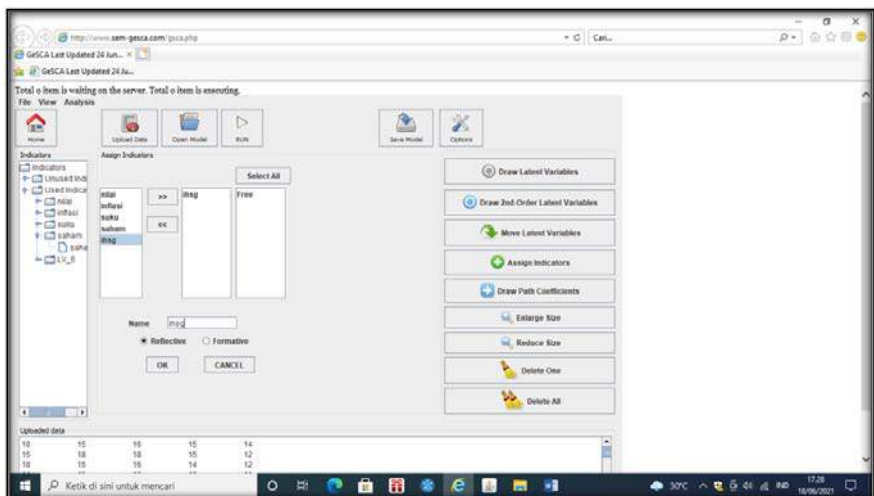 http://www.sem-gesca.com/gsca.php
Cari...
GeSCA Last Updated 24 Jun...
GeSCA Last Updated 24 Ju...
Total 0 item is waiting on the server. Total 0 item is executing.
File View Analysis
Home
Upload Data
Open Model
RUN
Save Model
Options
Indicators
Indicators
Unused Indi
Used Indica
nilai
inflasi
suku
saham
saha
LV_6
Assign Indicators
Select All
nilai
inflasi
suku
saham
ihsg
>>
<<
ihsg
Free
Name ihsg
Reflective Formative
OK CANCEL
Draw Latent Variables
Draw 2nd-Order Latent Variables
Move Latent Variables
Assign Indicators
Draw Path Coefficients
Enlarge Size
Reduce Size
Delete One
Delete All
Uploaded data
15 15 14
15 18 18 15 12
18 15 16 14 12
Ketik di sini untuk mencari
30°C
IND
17.28
18/06/2021